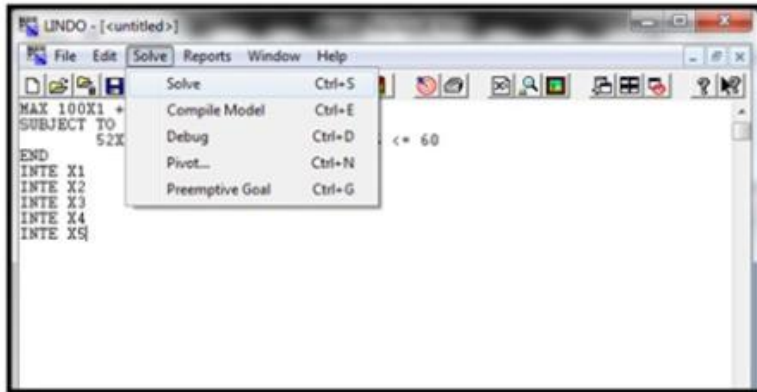 LINDO - [<untitled>]
File Edit Solve Reports Window Help
Solve Ctrl+S
Compile Model Ctrl+E
Debug Ctrl+D
Pivot... Ctrl+N
Preemptive Goal Ctrl+G
MAX 100X1 +
SUBJECT TO
52X <= 60
END
INTE X1
INTE X2
INTE X3
INTE X4
INTE X5